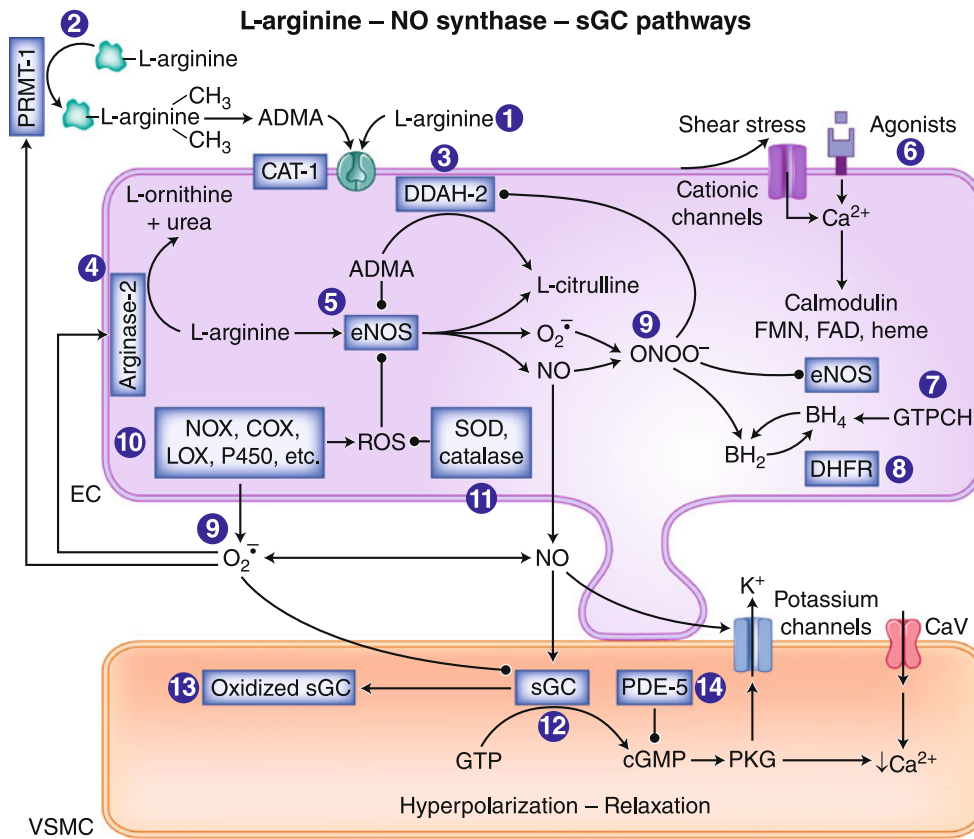 L-arginine – NO synthase – sGC pathways
2
PRMT-1
L-arginine
CH3
L-arginine
CH3
ADMA
L-arginine 1
CAT-1
3
DDAH-2
Shear stress
Agonists
6
Cationic
channels
Ca2+
L-ornithine
+ urea
4
Arginase-2
ADMA
5
L-citrulline
L-arginine
eNOS
O2•−
NO
9
ONOO−
Calmodulin
FMN, FAD, heme
eNOS
7
BH4
GTPCH
BH2
DHFR
8
10
NOX, COX,
LOX, P450, etc.
ROS
SOD,
catalase
11
EC
9
O2•−
NO
K+
Potassium
channels
CaV
13
Oxidized sGC
sGC
12
PDE-5
14
GTP
cGMP
PKG
↓Ca2+
Hyperpolarization – Relaxation
VSMC